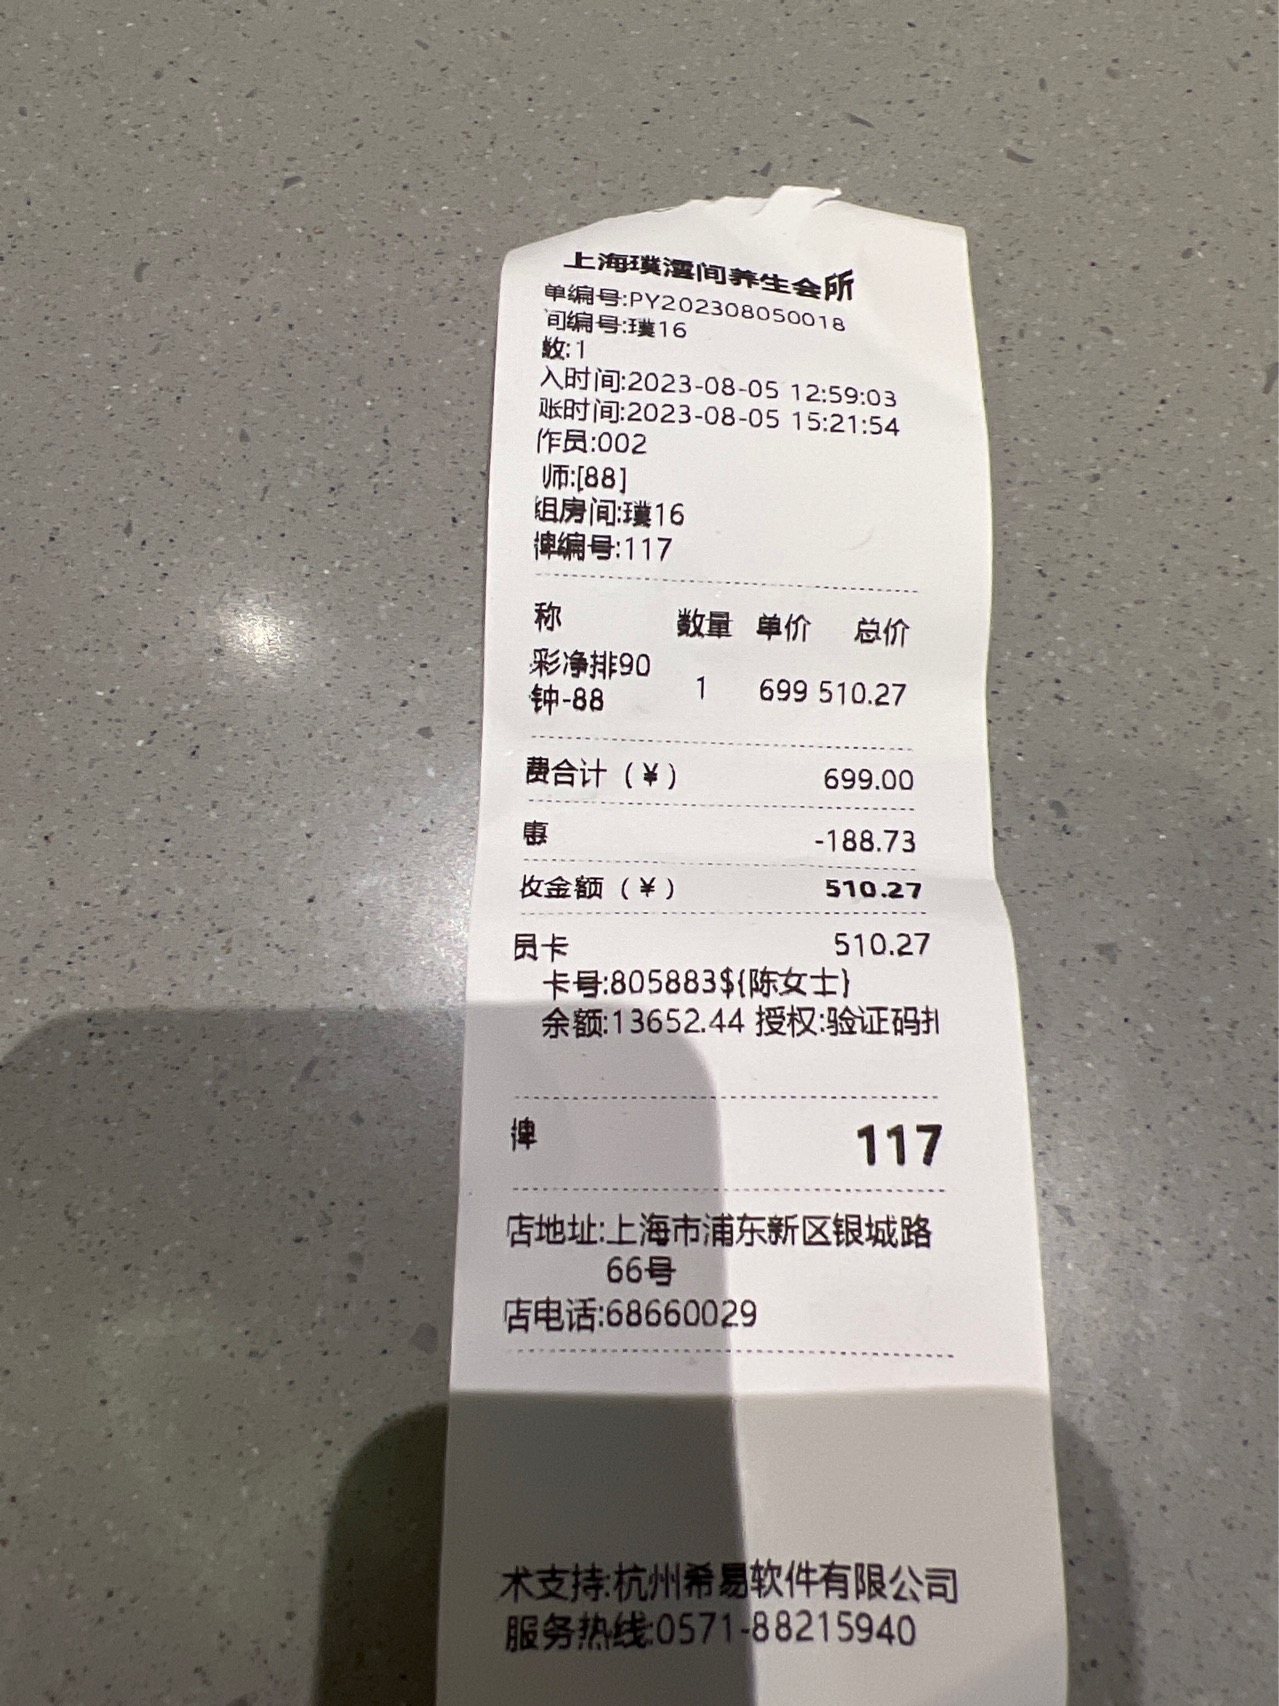 上海璞澐间养生会所
单编号:PY202308050018
间编号:璞16
数:1
入时间:2023-08-05 12:59:03
账时间:2023-08-05 15:21:54
作员:002
师:[88]
组房间:璞16
牌编号:117
称 数量 单价 总价
彩净排90 1 699 510.27
钟-88
费合计（￥） 699.00
惠 -188.73
收金额（￥） 510.27
员卡 510.27
卡号:805883${陈女士}
余额:13652.44 授权:验证码
牌 117
店地址:上海市浦东新区银城路
66号
店电话:68660029
术支持:杭州希易软件有限公司
服务热线:0571-88215940